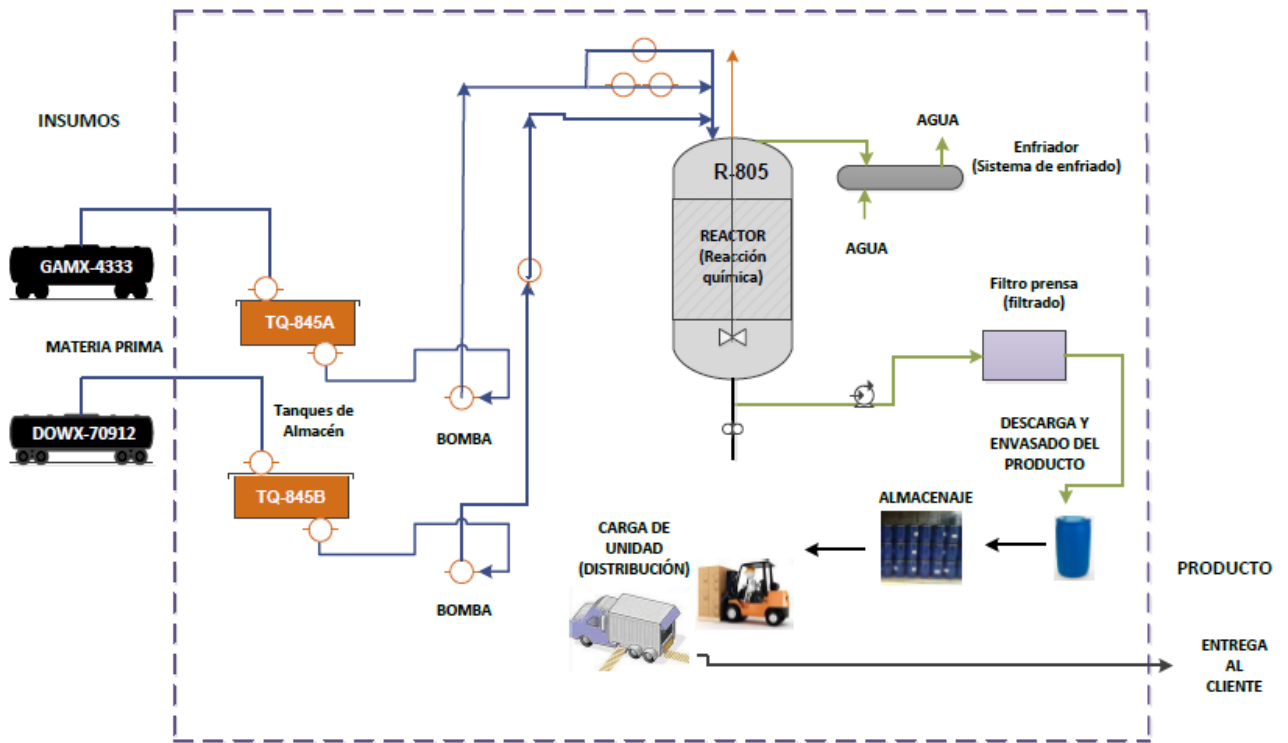 INSUMOS
GAMX-4333
MATERIA PRIMA
DOWX-70912
TQ-845A
Tanques de
Almacén
TQ-845B
BOMBA
BOMBA
R-805
REACTOR
(Reacción
química)
AGUA
Enfriador
(Sistema de enfriado)
AGUA
Filtro prensa
(filtrado)
DESCARGA Y
ENVASADO DEL
PRODUCTO
ALMACENAJE
CARGA DE
UNIDAD
(DISTRIBUCIÓN)
PRODUCTO
ENTREGA
AL
CLIENTE